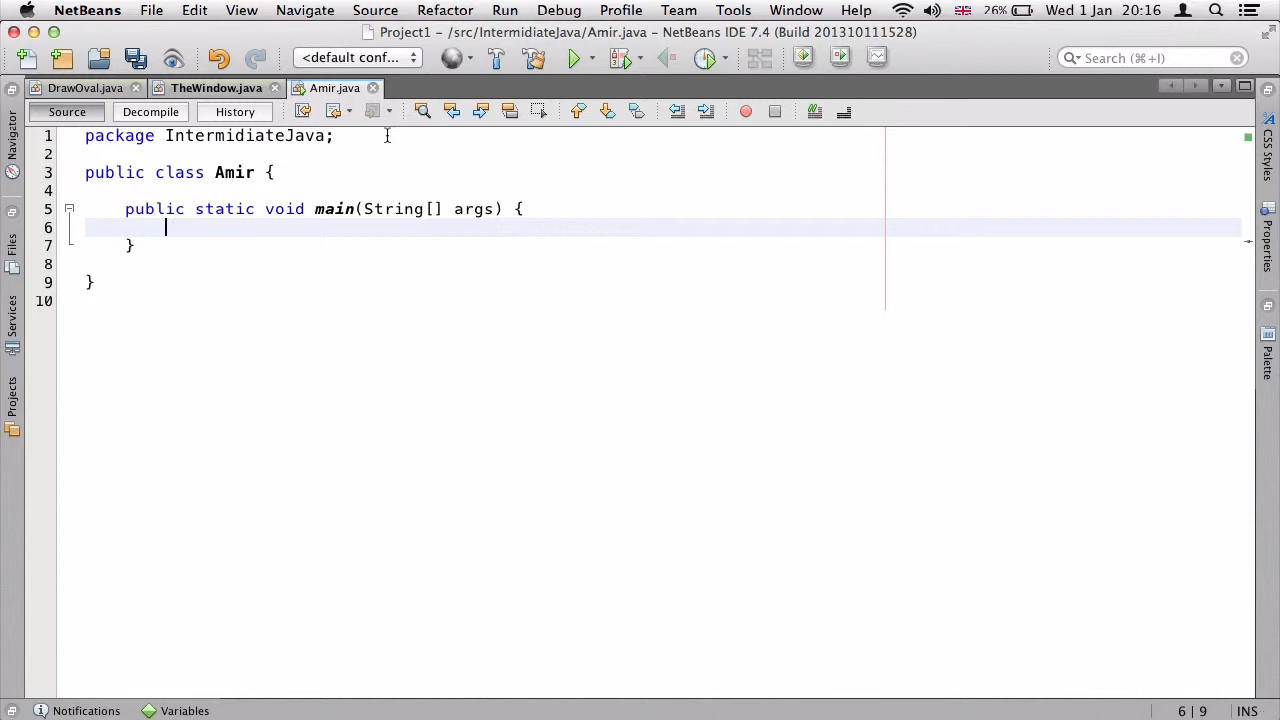 NetBeans File Edit View Navigate Source Refactor Run Debug Profile Team Tools Window Help 26% Wed 1 Jan 20:16
Project1 - /src/IntermidiateJava/Amir.java - NetBeans IDE 7.4 (Build 201310111528)
<default conf... Search (⌘+I)
DrawOval.java TheWindow.java Amir.java
Source Decompile History
1 package IntermidiateJava;
2
3 public class Amir {
4
5 public static void main(String[] args) {
6
7 }
8
9 }
10
Navigator
Files
Services
Projects
CSS Styles
Properties
Palette
Notifications Variables 6 | 9 INS